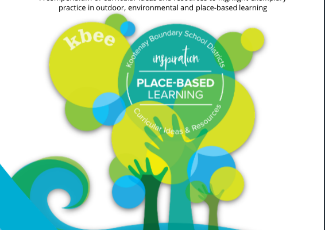 practice in outdoor, environmental and place-based learning
kbee
Kootenay Boundary School Districts
inspiration
PLACE-BASED
LEARNING
Curricular Ideas & Resources